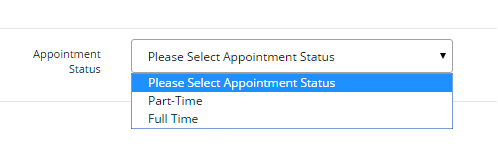 Appointment
Status
Please Select Appointment Status
Please Select Appointment Status
Part-Time
Full Time